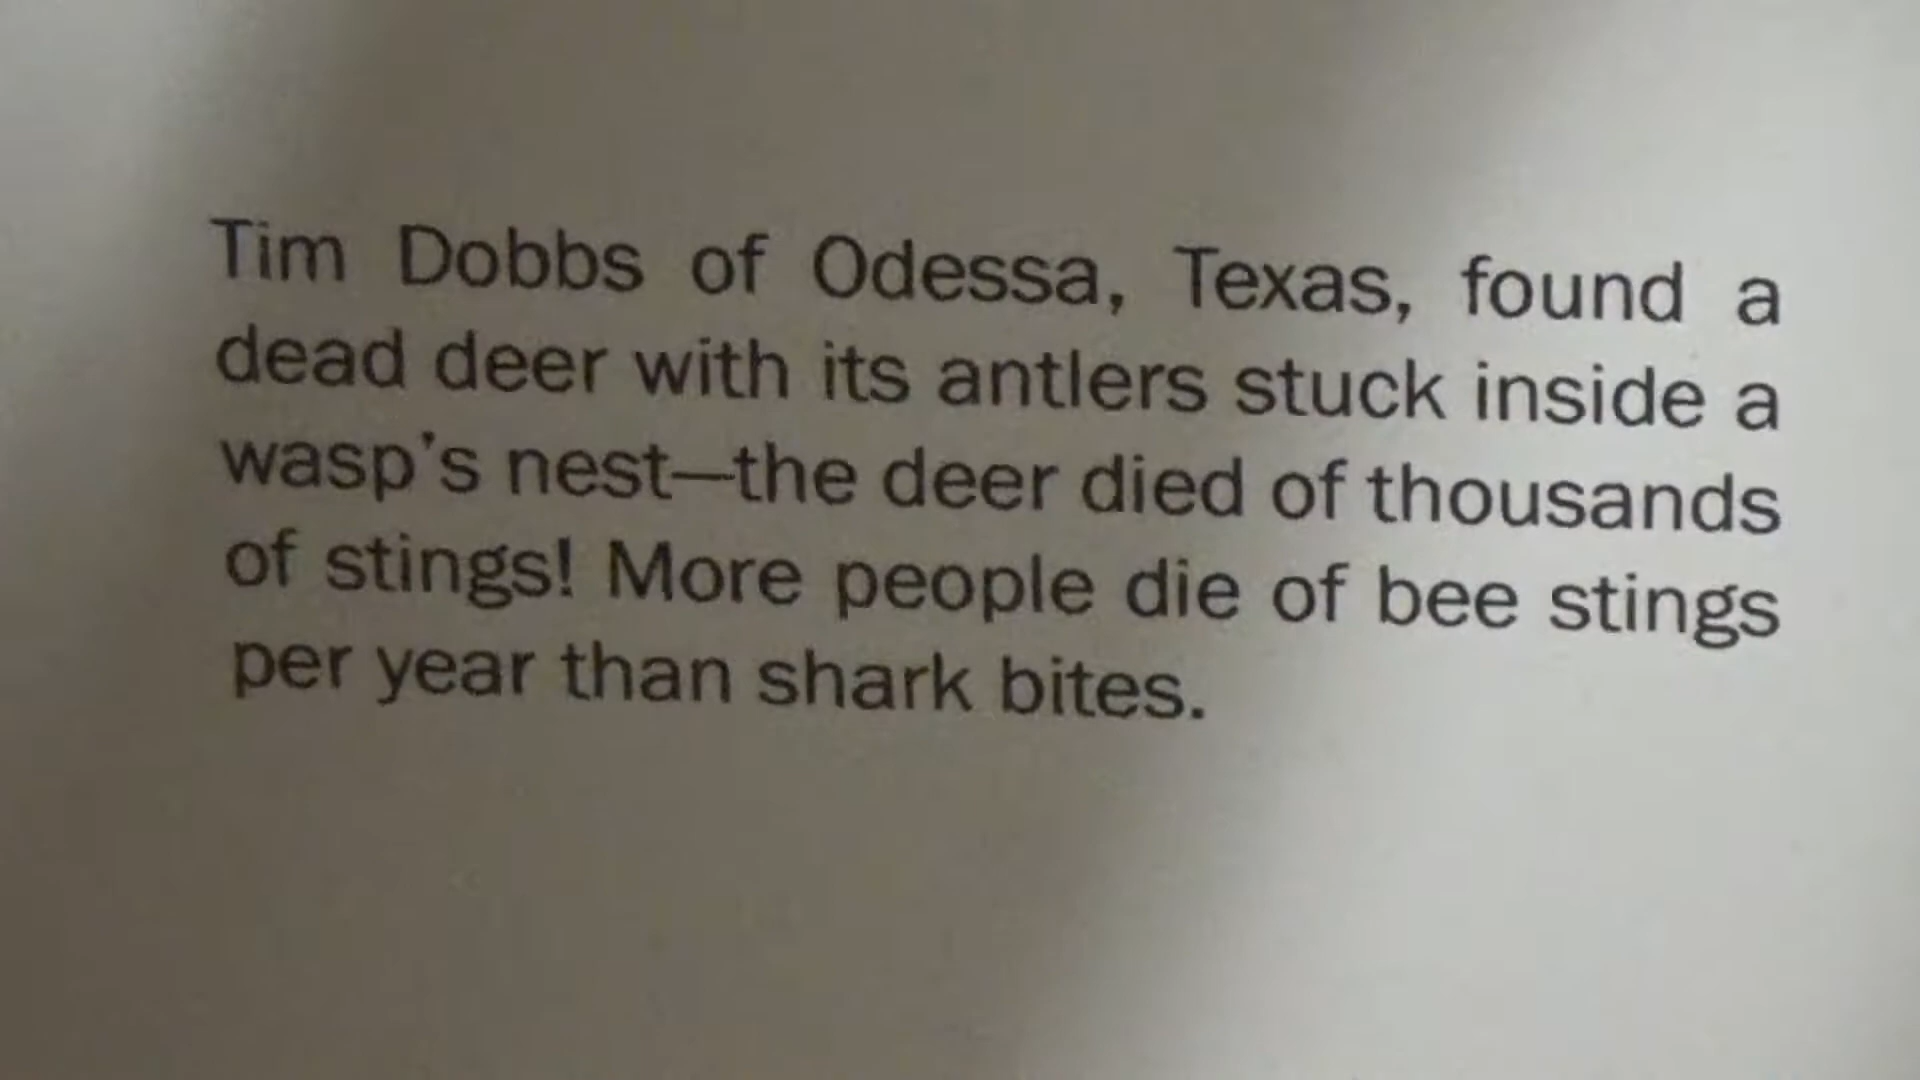 Tim Dobbs of Odessa, Texas, found a
dead deer with its antlers stuck inside a
wasp's nest—the deer died of thousands
of stings! More people die of bee stings
per year than shark bites.